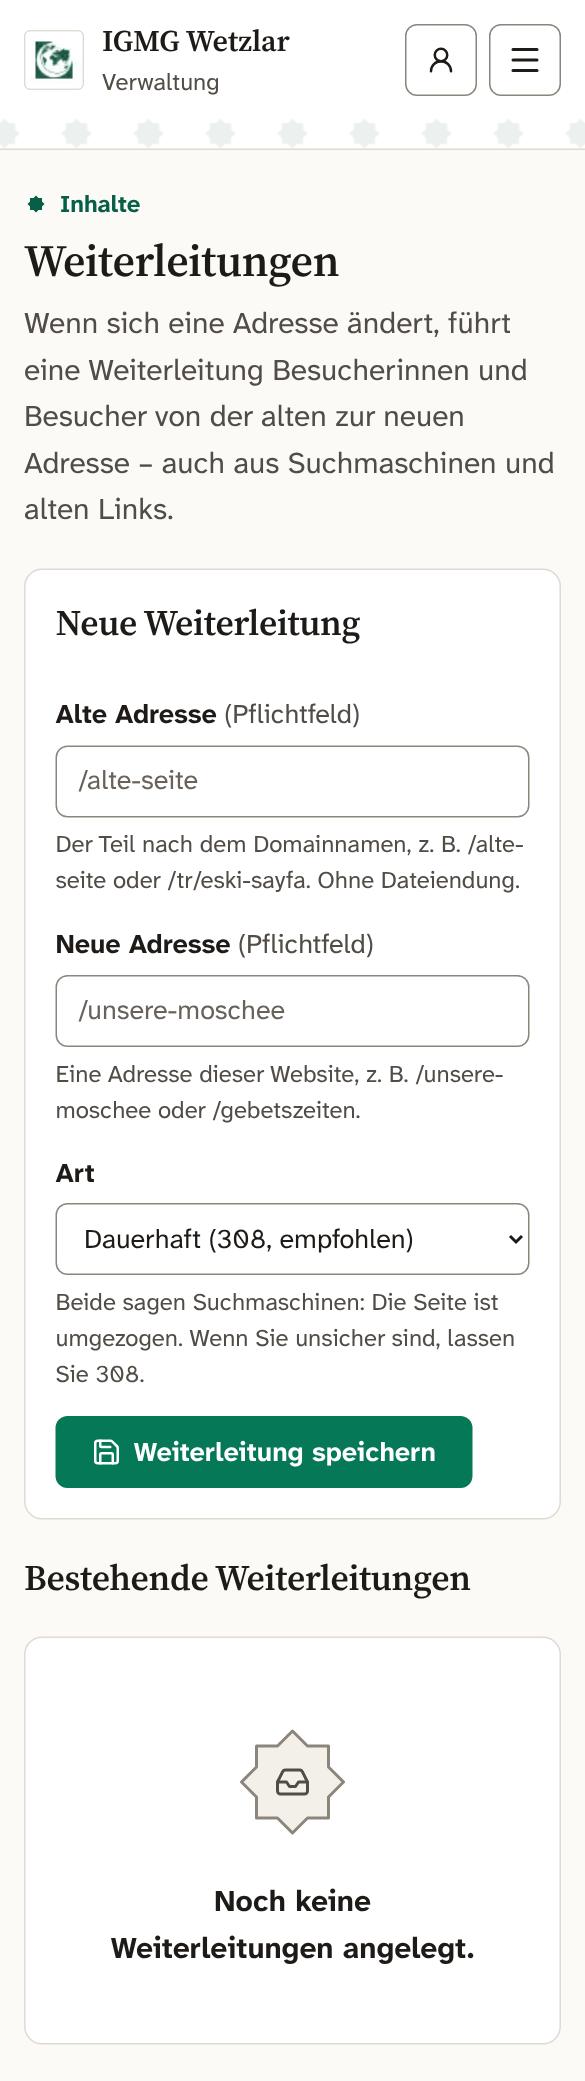 IGMG Wetzlar
Verwaltung
Inhalte
Weiterleitungen
Wenn sich eine Adresse ändert, führt
eine Weiterleitung Besucherinnen und
Besucher von der alten zur neuen
Adresse – auch aus Suchmaschinen und
alten Links.
Neue Weiterleitung
Alte Adresse (Pflichtfeld)
/alte-seite
Der Teil nach dem Domainnamen, z. B. /alte-
seite oder /tr/eski-sayfa. Ohne Dateiendung.
Neue Adresse (Pflichtfeld)
/unsere-moschee
Eine Adresse dieser Website, z. B. /unsere-
moschee oder /gebetszeiten.
Art
Dauerhaft (308, empfohlen)
Beide sagen Suchmaschinen: Die Seite ist
umgezogen. Wenn Sie unsicher sind, lassen
Sie 308.
Weiterleitung speichern
Bestehende Weiterleitungen
Noch keine
Weiterleitungen angelegt.